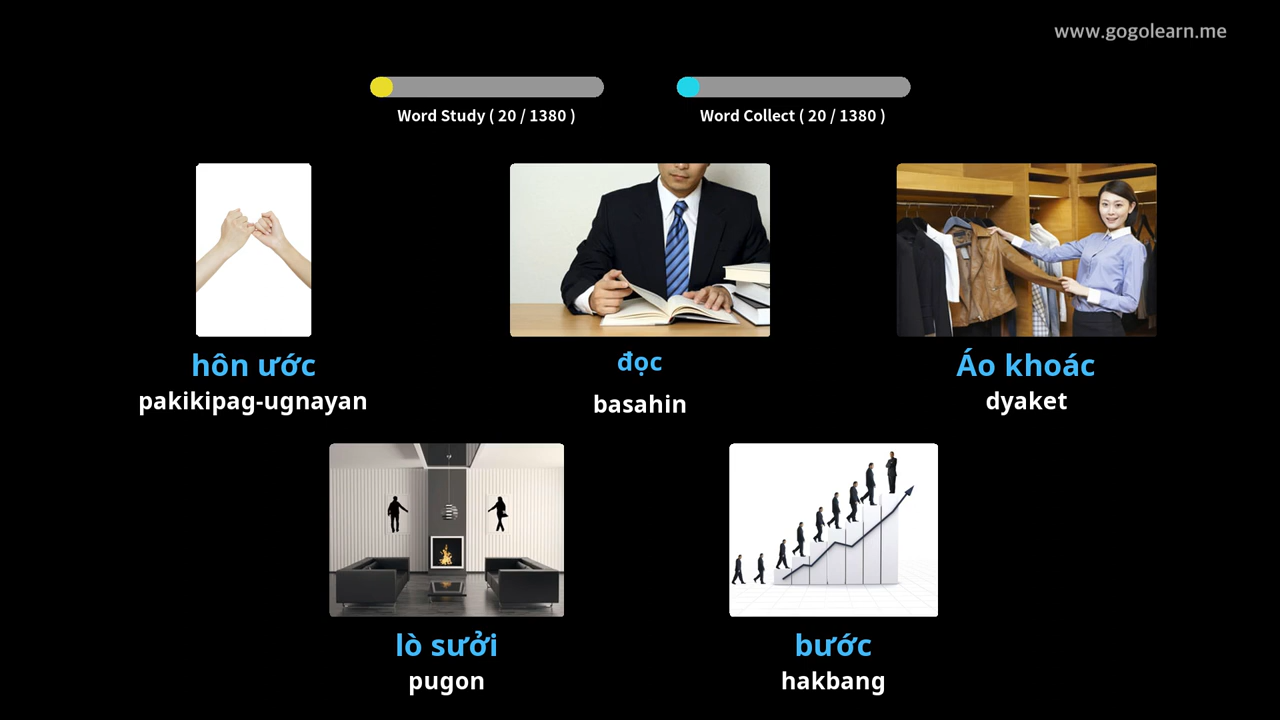 www.gogolearn.me
Word Study ( 20 / 1380 )
Word Collect ( 20 / 1380 )
hôn ước
pakikipag-ugnayan
đọc
basahin
Áo khoác
dyaket
lò sưởi
pugon
bước
hakbang